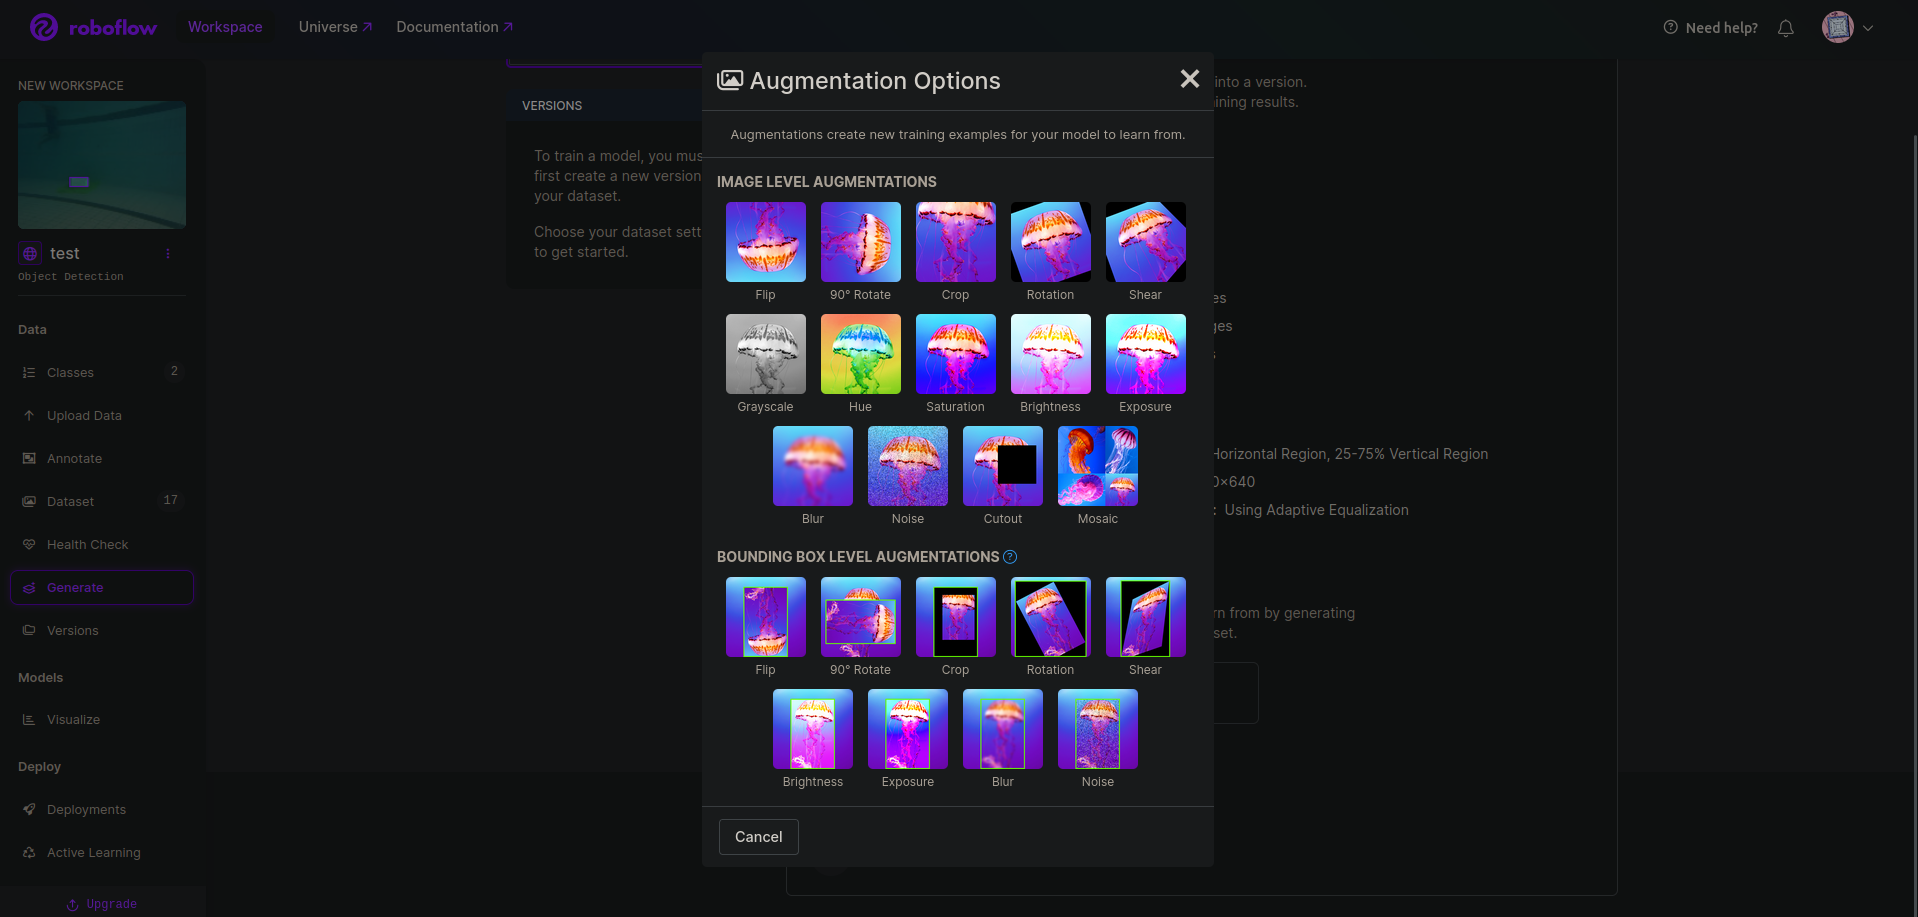 roboflow
Workspace
Universe
Documentation
Need help?
NEW WORKSPACE
test
Object Detection
Data
Classes 2
Upload Data
Annotate
Dataset 17
Health Check
Generate
Versions
Models
Visualize
Deploy
Deployments
Active Learning
Upgrade
VERSIONS
To train a model, you mus
first create a new version
your dataset.
Choose your dataset sett
to get started.
Augmentation Options
Augmentations create new training examples for your model to learn from.
IMAGE LEVEL AUGMENTATIONS
Flip
90° Rotate
Crop
Rotation
Shear
Grayscale
Hue
Saturation
Brightness
Exposure
Blur
Noise
Cutout
Mosaic
BOUNDING BOX LEVEL AUGMENTATIONS
Flip
90° Rotate
Crop
Rotation
Shear
Brightness
Exposure
Blur
Noise
Cancel
into a version.
ining results.
es
ges
s
Horizontal Region, 25-75% Vertical Region
0×640
: Using Adaptive Equalization
rn from by generating
set.